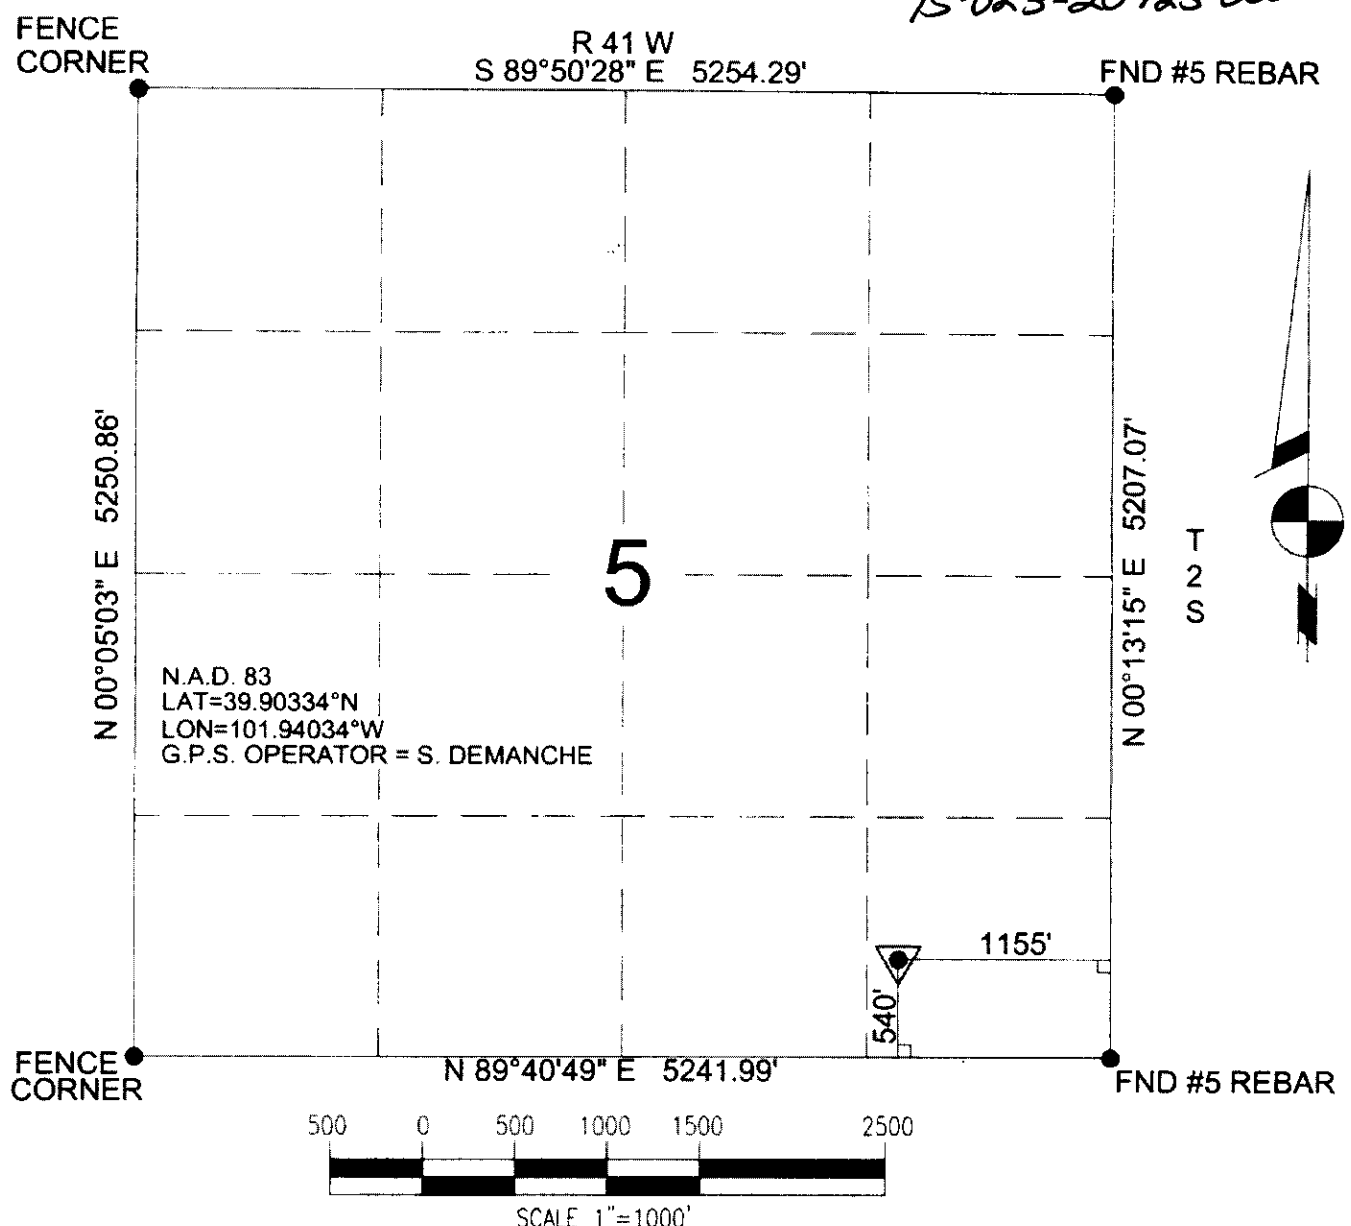 FENCE
CORNER
R 41 W
S 89°50'28" E 5254.29'
FND #5 REBAR
N 00°05'03" E 5250.86'
N 00°13'15" E 5207.07'
T
2
S
5
N.A.D. 83
LAT=39.90334°N
LON=101.94034°W
G.P.S. OPERATOR = S. DEMANCHE
1155'
540'
FENCE
CORNER
N 89°40'49" E 5241.99'
FND #5 REBAR
500 0 500 1000 1500 2500
SCALE 1"=1000'